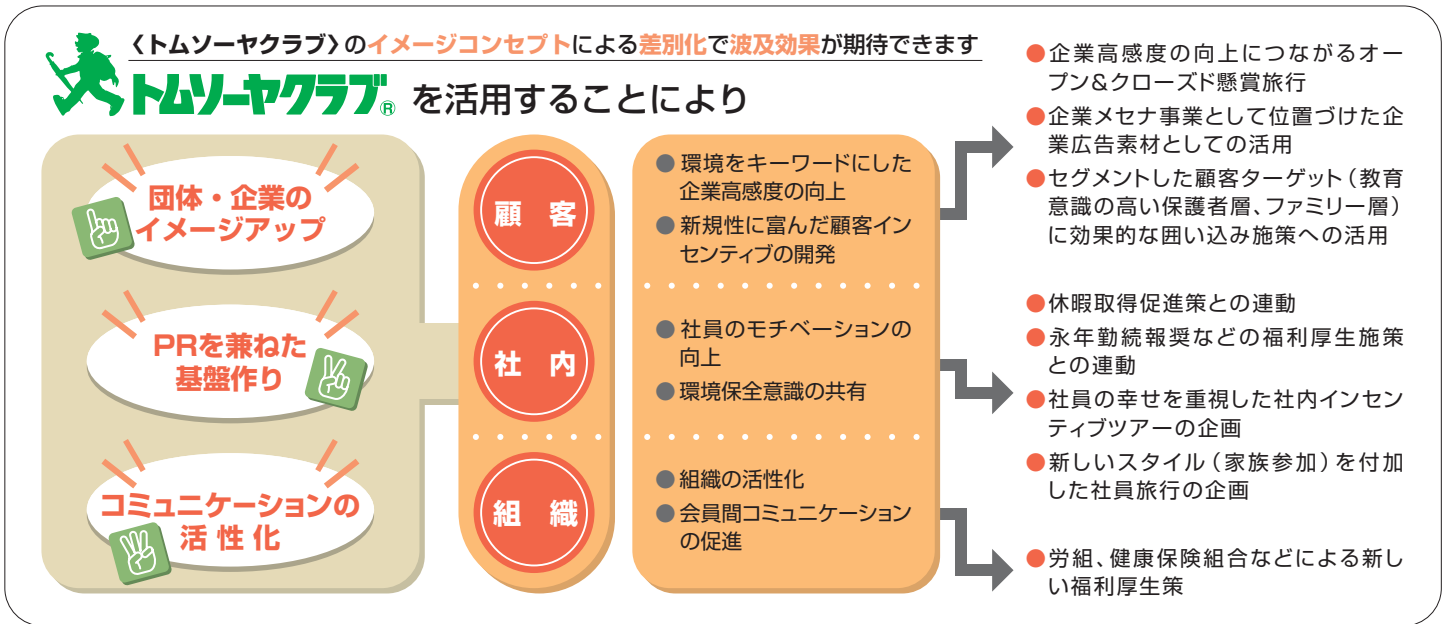 〈トムソーヤクラブ〉のイメージコンセプトによる差別化で波及効果が期待できます
トムソーヤクラブ® を活用することにより
団体・企業の
イメージアップ
PRを兼ねた
基盤作り
コミュニケーションの
活性化
顧 客
社 内
組 織
●環境をキーワードにした
企業高感度の向上
●新規性に富んだ顧客イン
センティブの開発
●社員のモチベーションの
向上
●環境保全意識の共有
●組織の活性化
●会員間コミュニケーション
の促進
●企業高感度の向上につながるオー
プン&クローズド懸賞旅行
●企業メセナ事業として位置づけた企
業広告素材としての活用
●セグメントした顧客ターゲット(教育
意識の高い保護者層、ファミリー層)
に効果的な囲い込み施策への活用
●休暇取得促進策との連動
●永年勤続報奨などの福利厚生施策
との連動
●社員の幸せを重視した社内インセン
ティブツアーの企画
●新しいスタイル(家族参加)を付加
した社員旅行の企画
●労組、健康保険組合などによる新し
い福利厚生策